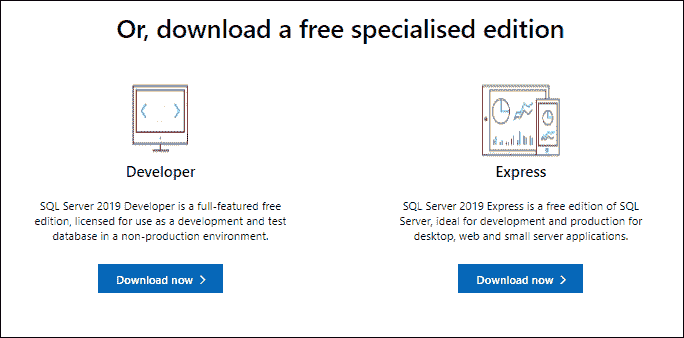 Or, download a free specialised edition
Developer
SQL Server 2019 Developer is a full-featured free
edition, licensed for use as a development and test
database in a non-production environment.
Download now
Express
SQL Server 2019 Express is a free edition of SQL
Server, ideal for development and production for
desktop, web and small server applications.
Download now